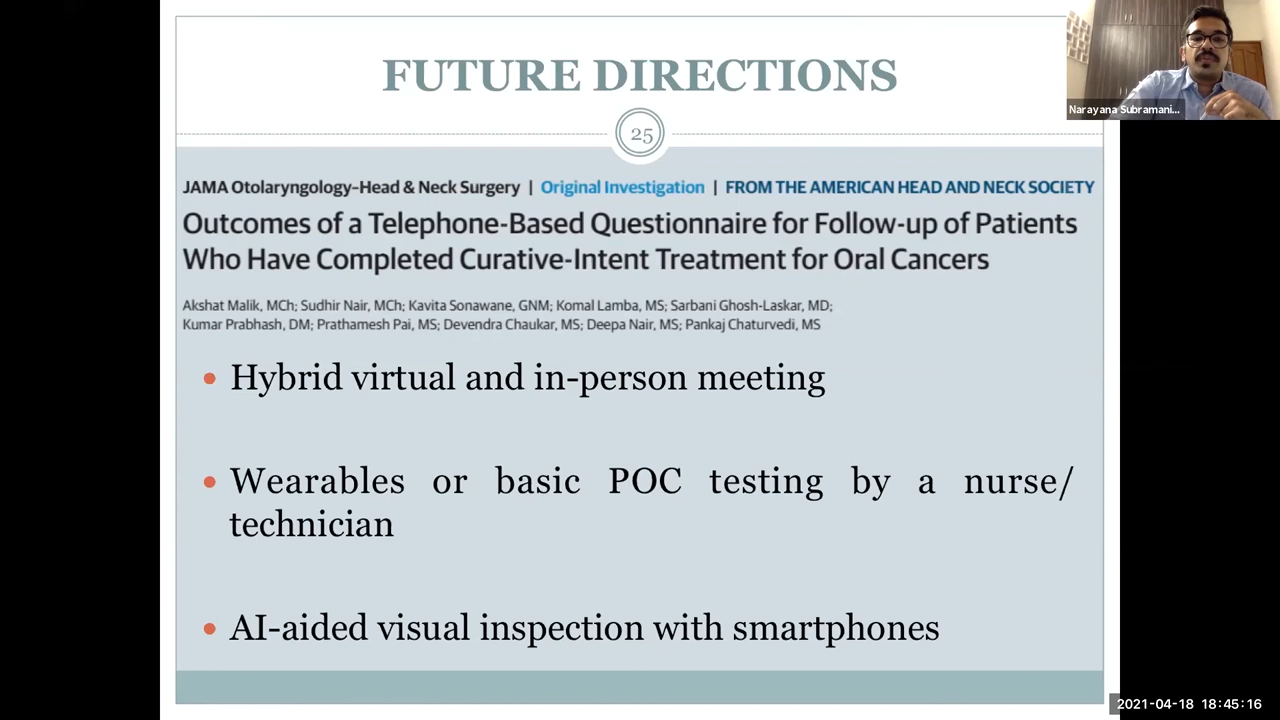 FUTURE DIRECTIONS
Narayana Subramani...
25
JAMA Otolaryngology–Head & Neck Surgery | Original Investigation | FROM THE AMERICAN HEAD AND NECK SOCIETY
Outcomes of a Telephone-Based Questionnaire for Follow-up of Patients
Who Have Completed Curative-Intent Treatment for Oral Cancers
Akshat Malik, MCh; Sudhir Nair, MCh; Kavita Sonawane, GNM; Komal Lamba, MS; Sarbani Ghosh-Laskar, MD;
Kumar Prabhash, DM; Prathamesh Pai, MS; Devendra Chaukar, MS; Deepa Nair, MS; Pankaj Chaturvedi, MS
• Hybrid virtual and in-person meeting
• Wearables or basic POC testing by a nurse/
technician
• AI-aided visual inspection with smartphones
2021-04-18 18:45:16